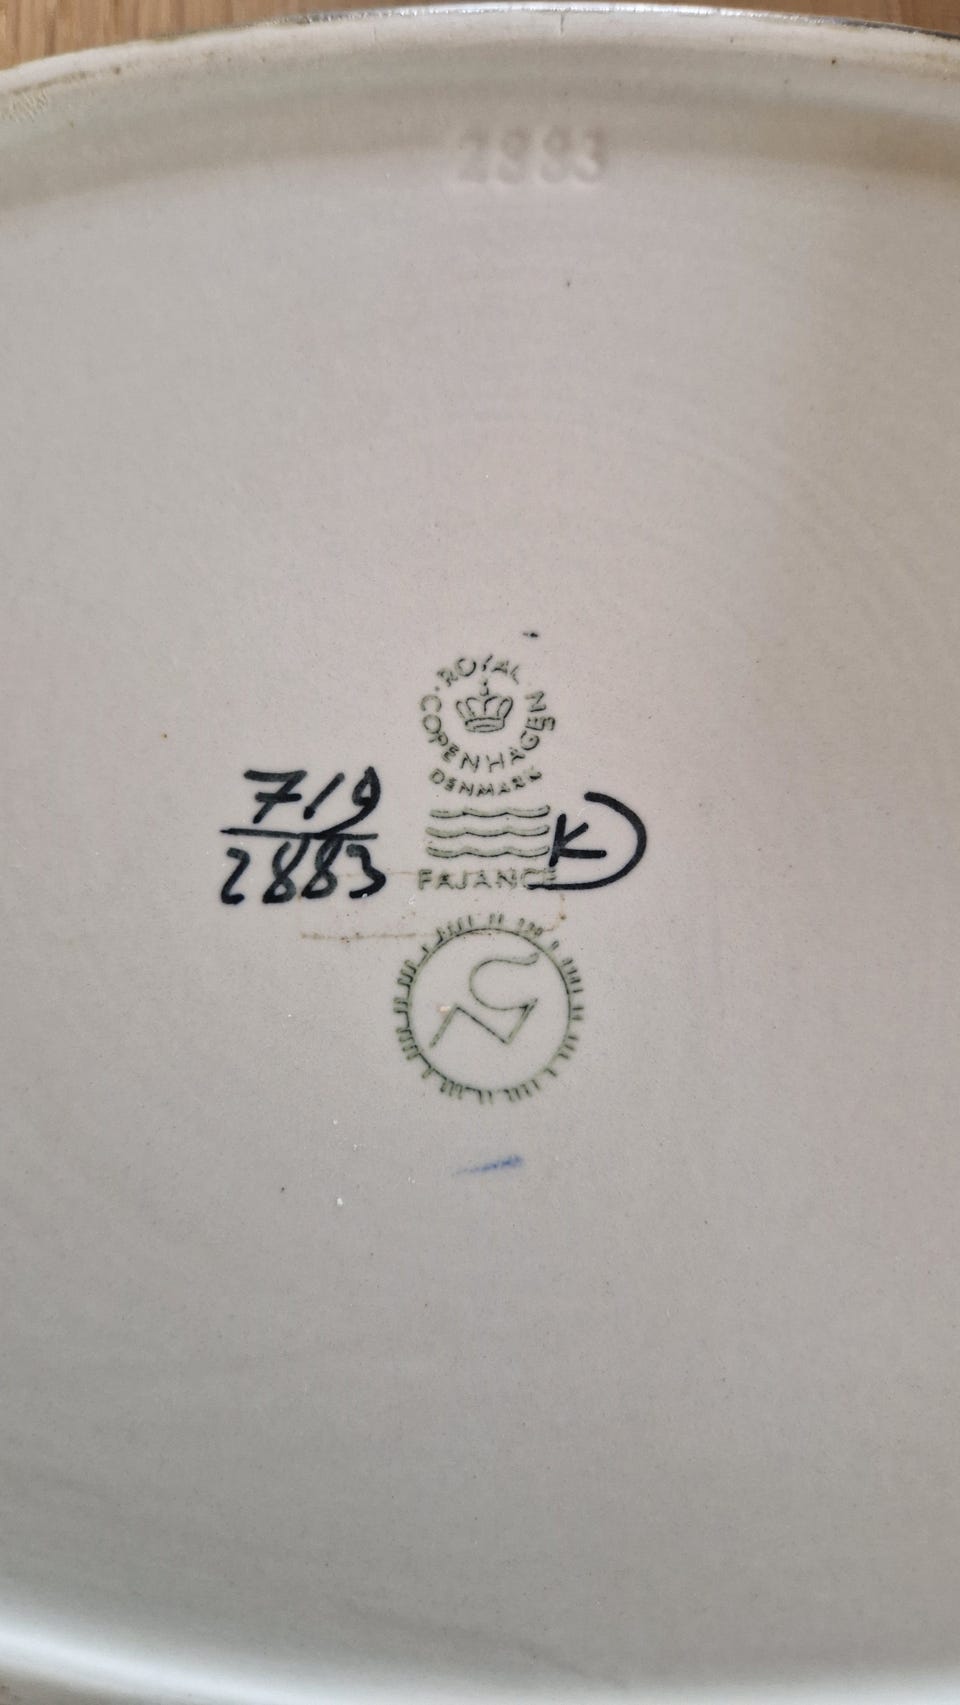 2883
ROYAL COPENHAGEN
DENMARK
719
2883
FAJANCE
K